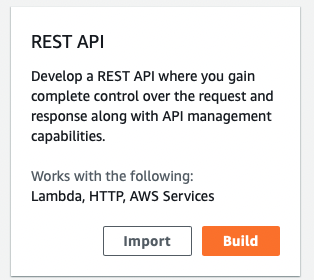 REST API
Develop a REST API where you gain
complete control over the request and
response along with API management
capabilities.
Works with the following:
Lambda, HTTP, AWS Services
Import
Build